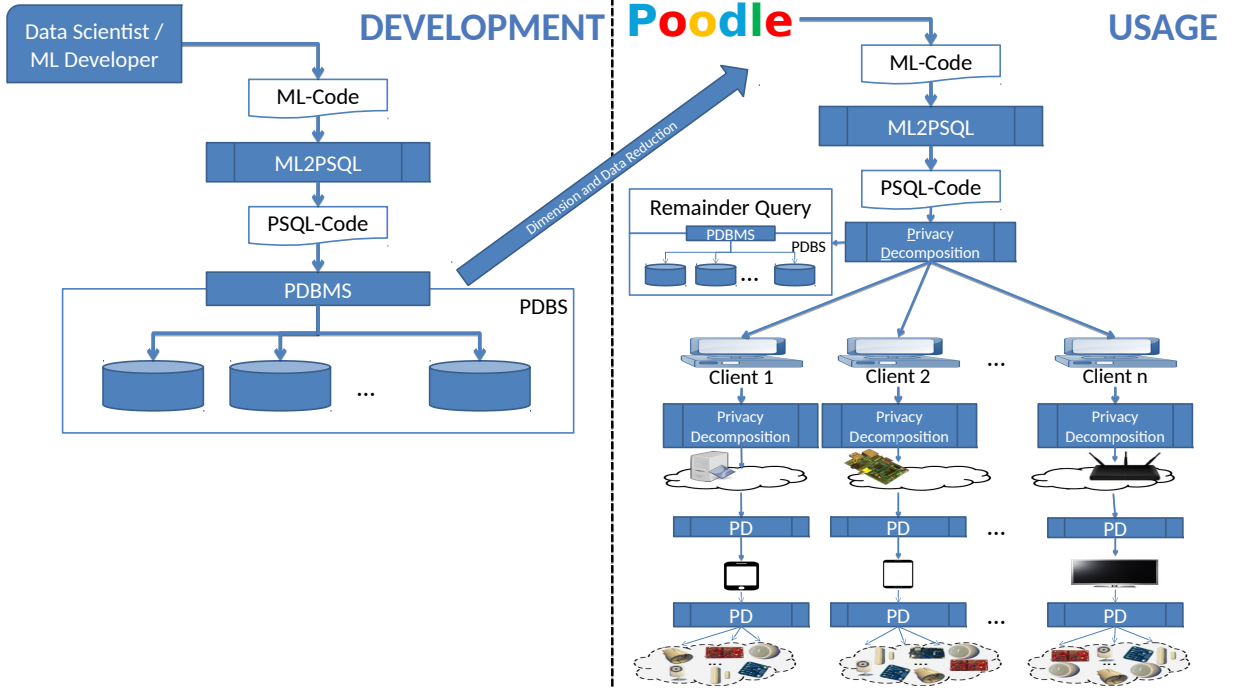 DEVELOPMENT
Data Scientist /
ML Developer
ML-Code
ML2PSQL
PSQL-Code
PDBMS
PDBS
...
Dimension and Data Reduction
Poodle
USAGE
ML-Code
ML2PSQL
PSQL-Code
Privacy
Decomposition
Remainder Query
PDBMS
PDBS
...
Client 1
Client 2
...
Client n
Privacy
Decomposition
Privacy
Decomposition
Privacy
Decomposition
PD
PD
...
PD
PD
PD
...
PD
...
...
...